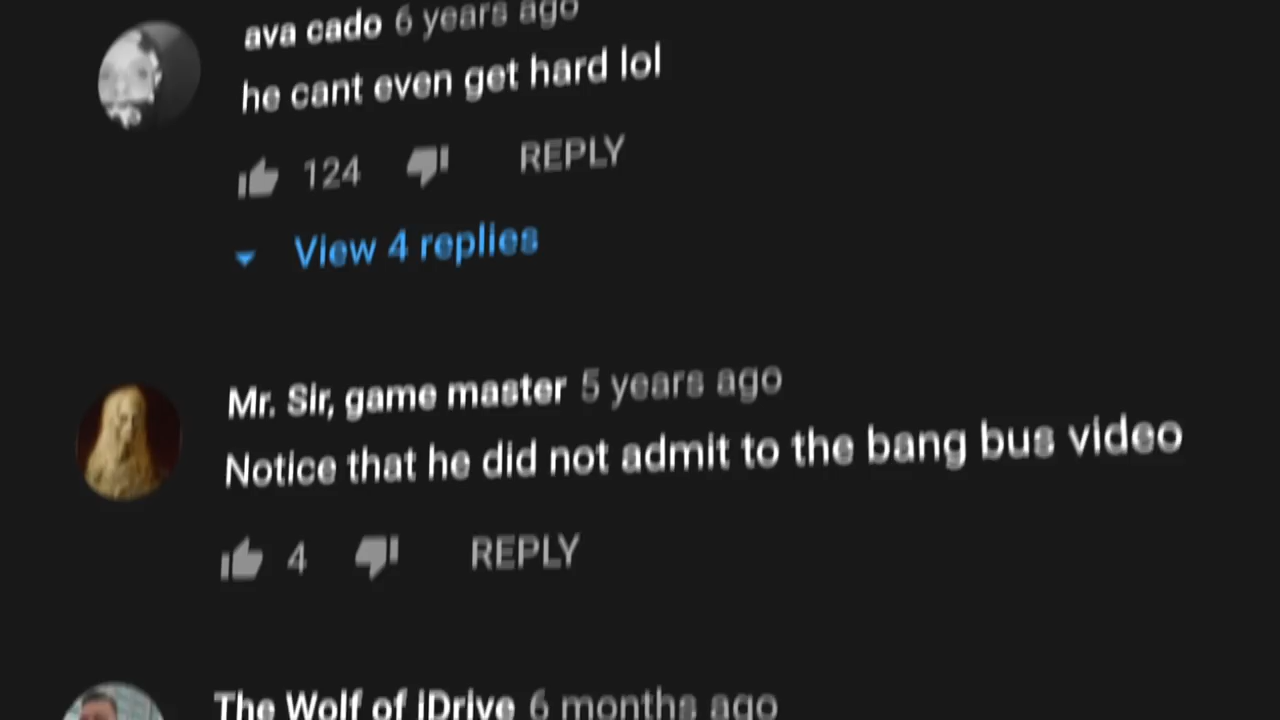 ava cado 6 years ago
he cant even get hard lol
124 REPLY
View 4 replies
Mr. Sir, game master 5 years ago
Notice that he did not admit to the bang bus video
4 REPLY
The Wolf of iDrive 6 months ago